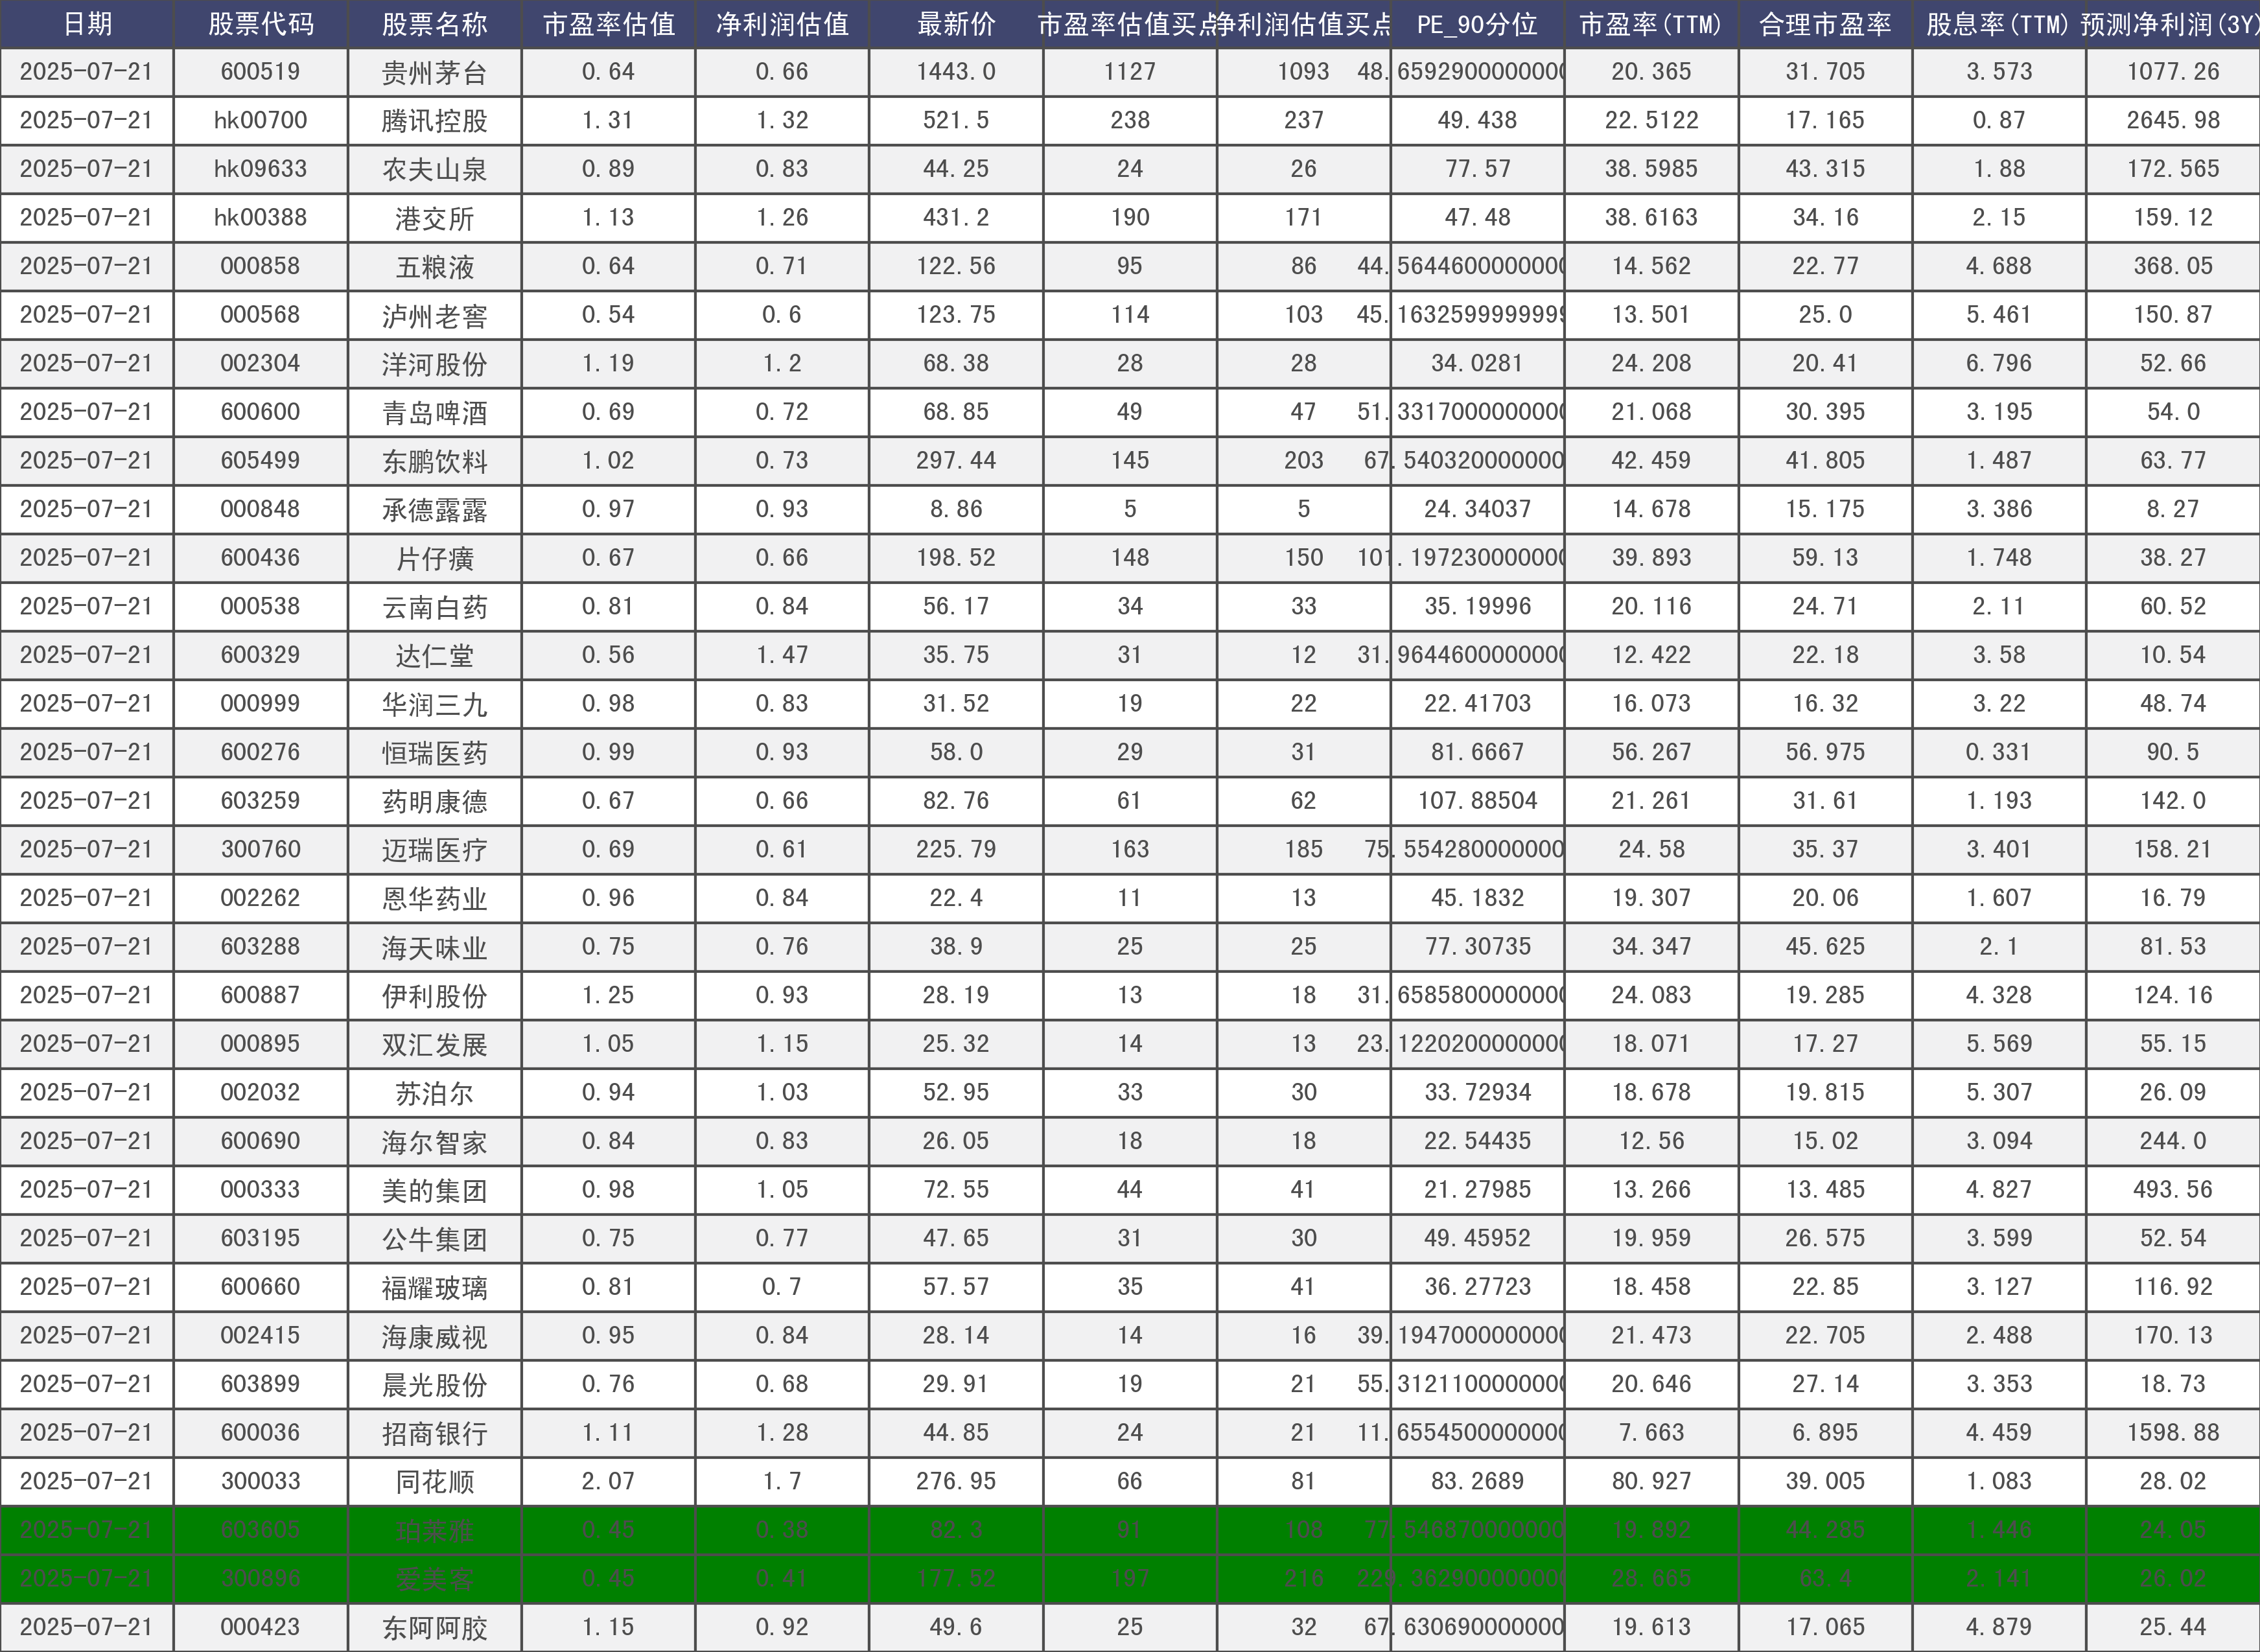 日期 股票代码 股票名称 市盈率估值 净利润估值 最新价 市盈率估值买点 净利润估值买点 PE_90分位 市盈率(TTM) 合理市盈率 股息率(TTM) 预测净利润(3Y)
2025-07-21 600519 贵州茅台 0.64 0.66 1443.0 1127 1093 48.6592900000000 20.365 31.705 3.573 1077.26
2025-07-21 hk00700 腾讯控股 1.31 1.32 521.5 238 237 49.438 22.5122 17.165 0.87 2645.98
2025-07-21 hk09633 农夫山泉 0.89 0.83 44.25 24 26 77.57 38.5985 43.315 1.88 172.565
2025-07-21 hk00388 港交所 1.13 1.26 431.2 190 171 47.48 38.6163 34.16 2.15 159.12
2025-07-21 000858 五粮液 0.64 0.71 122.56 95 86 44.5644600000000 14.562 22.77 4.688 368.05
2025-07-21 000568 泸州老窖 0.54 0.6 123.75 114 103 45.1632599999999 13.501 25.0 5.461 150.87
2025-07-21 002304 洋河股份 1.19 1.2 68.38 28 28 34.0281 24.208 20.41 6.796 52.66
2025-07-21 600600 青岛啤酒 0.69 0.72 68.85 49 47 51.3317000000000 21.068 30.395 3.195 54.0
2025-07-21 605499 东鹏饮料 1.02 0.73 297.44 145 203 67.540320000000 42.459 41.805 1.487 63.77
2025-07-21 000848 承德露露 0.97 0.93 8.86 5 5 24.34037 14.678 15.175 3.386 8.27
2025-07-21 600436 片仔癀 0.67 0.66 198.52 148 150 101.197230000000 39.893 59.13 1.748 38.27
2025-07-21 000538 云南白药 0.81 0.84 56.17 34 33 35.19996 20.116 24.71 2.11 60.52
2025-07-21 600329 达仁堂 0.56 1.47 35.75 31 12 31.9644600000000 12.422 22.18 3.58 10.54
2025-07-21 000999 华润三九 0.98 0.83 31.52 19 22 22.41703 16.073 16.32 3.22 48.74
2025-07-21 600276 恒瑞医药 0.99 0.93 58.0 29 31 81.6667 56.267 56.975 0.331 90.5
2025-07-21 603259 药明康德 0.67 0.66 82.76 61 62 107.88504 21.261 31.61 1.193 142.0
2025-07-21 300760 迈瑞医疗 0.69 0.61 225.79 163 185 75.554280000000 24.58 35.37 3.401 158.21
2025-07-21 002262 恩华药业 0.96 0.84 22.4 11 13 45.1832 19.307 20.06 1.607 16.79
2025-07-21 603288 海天味业 0.75 0.76 38.9 25 25 77.30735 34.347 45.625 2.1 81.53
2025-07-21 600887 伊利股份 1.25 0.93 28.19 13 18 31.6585800000000 24.083 19.285 4.328 124.16
2025-07-21 000895 双汇发展 1.05 1.15 25.32 14 13 23.1220200000000 18.071 17.27 5.569 55.15
2025-07-21 002032 苏泊尔 0.94 1.03 52.95 33 30 33.72934 18.678 19.815 5.307 26.09
2025-07-21 600690 海尔智家 0.84 0.83 26.05 18 18 22.54435 12.56 15.02 3.094 244.0
2025-07-21 000333 美的集团 0.98 1.05 72.55 44 41 21.27985 13.266 13.485 4.827 493.56
2025-07-21 603195 公牛集团 0.75 0.77 47.65 31 30 49.45952 19.959 26.575 3.599 52.54
2025-07-21 600660 福耀玻璃 0.81 0.7 57.57 35 41 36.27723 18.458 22.85 3.127 116.92
2025-07-21 002415 海康威视 0.95 0.84 28.14 14 16 39.1947000000000 21.473 22.705 2.488 170.13
2025-07-21 603899 晨光股份 0.76 0.68 29.91 19 21 55.3121100000000 20.646 27.14 3.353 18.73
2025-07-21 600036 招商银行 1.11 1.28 44.85 24 21 11.6554500000000 7.663 6.895 4.459 1598.88
2025-07-21 300033 同花顺 2.07 1.7 276.95 66 81 83.2689 80.927 39.005 1.083 28.02
2025-07-21 603605 珀莱雅 0.45 0.38 82.3 91 108 77.546870000000 19.892 44.285 1.446 24.05
2025-07-21 300896 爱美客 0.45 0.41 177.52 197 216 229.362900000000 28.665 63.4 2.141 26.02
2025-07-21 000423 东阿阿胶 1.15 0.92 49.6 25 32 67.630690000000 19.613 17.065 4.879 25.44